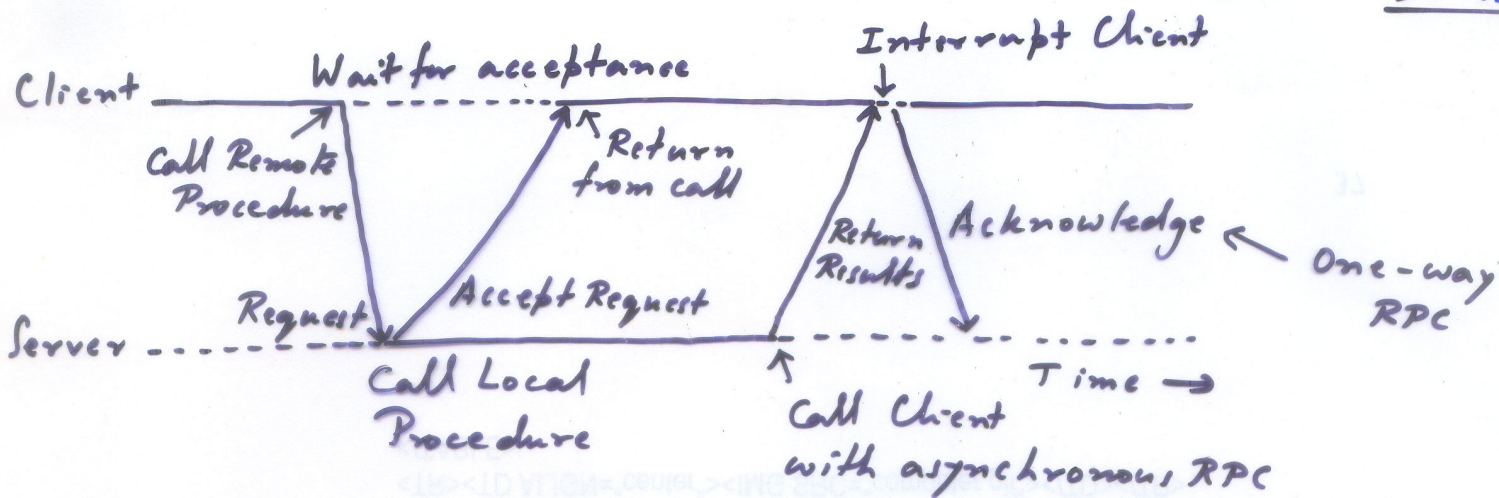 Interrupt Client
Wait for acceptance
Client
Call Remote
Procedure
Return
from call
Return
Results
Acknowledge
One-way
RPC
Request
Accept Request
Server
Call Local
Procedure
Time →
Call Client
with asynchronous RPC